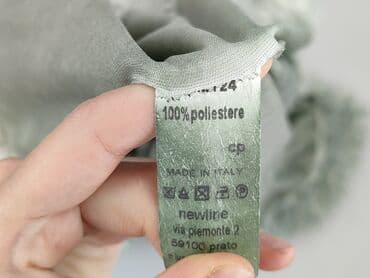 100%poliestere
cp
MADE IN ITALY
newline
via piemonte 2
59100 prato